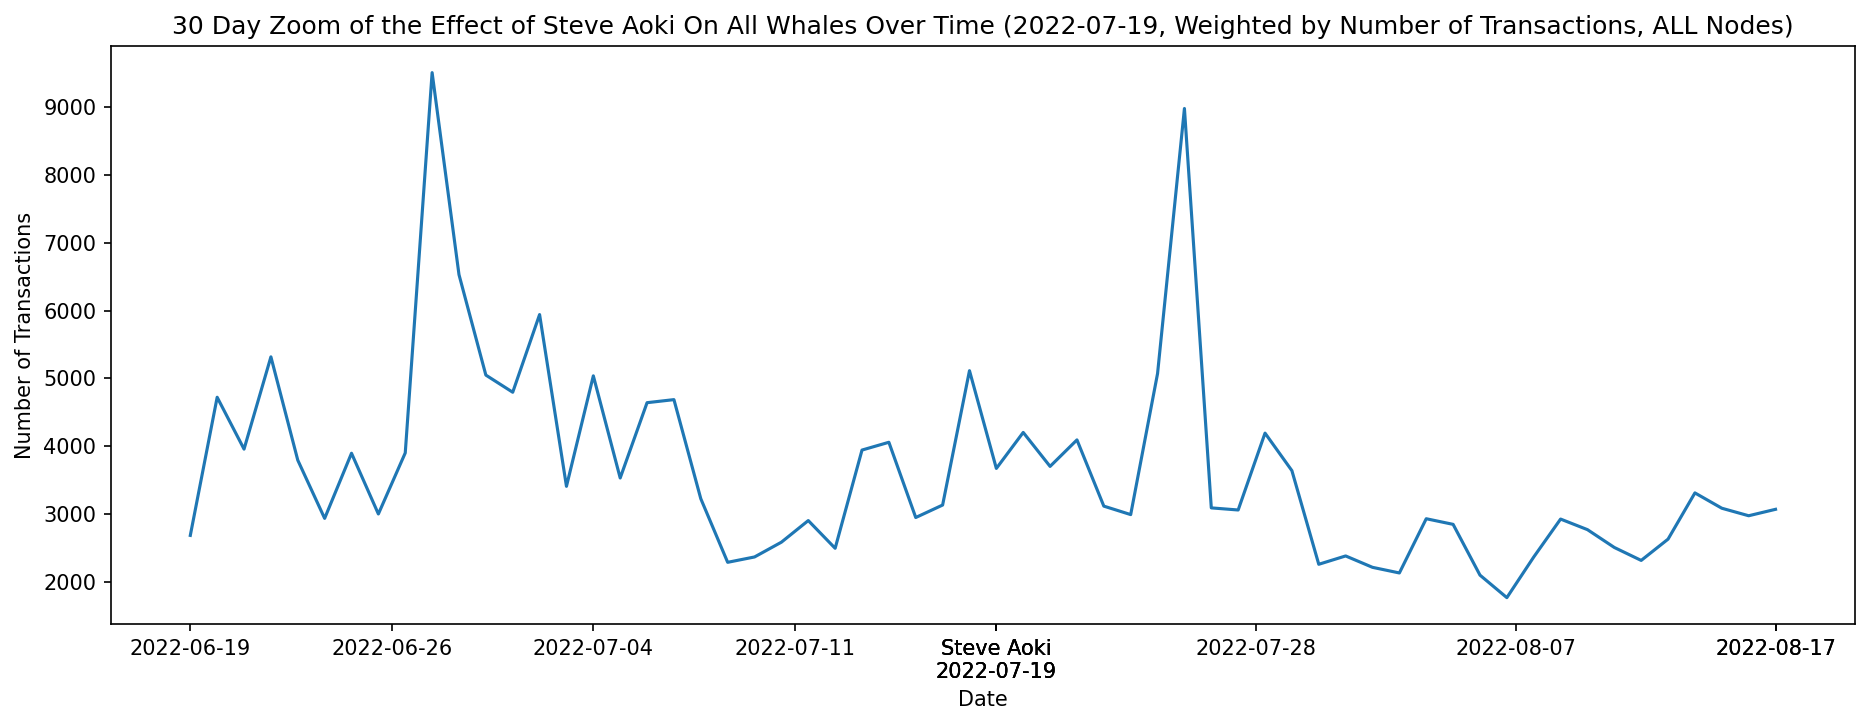 30 Day Zoom of the Effect of Steve Aoki On All Whales Over Time (2022-07-19, Weighted by Number of Transactions, ALL Nodes)
Number of Transactions
9000
8000
7000
6000
5000
4000
3000
2000
2022-06-19 2022-06-26 2022-07-04 2022-07-11 Steve Aoki 2022-07-28 2022-08-07 2022-08-17
2022-07-19
Date